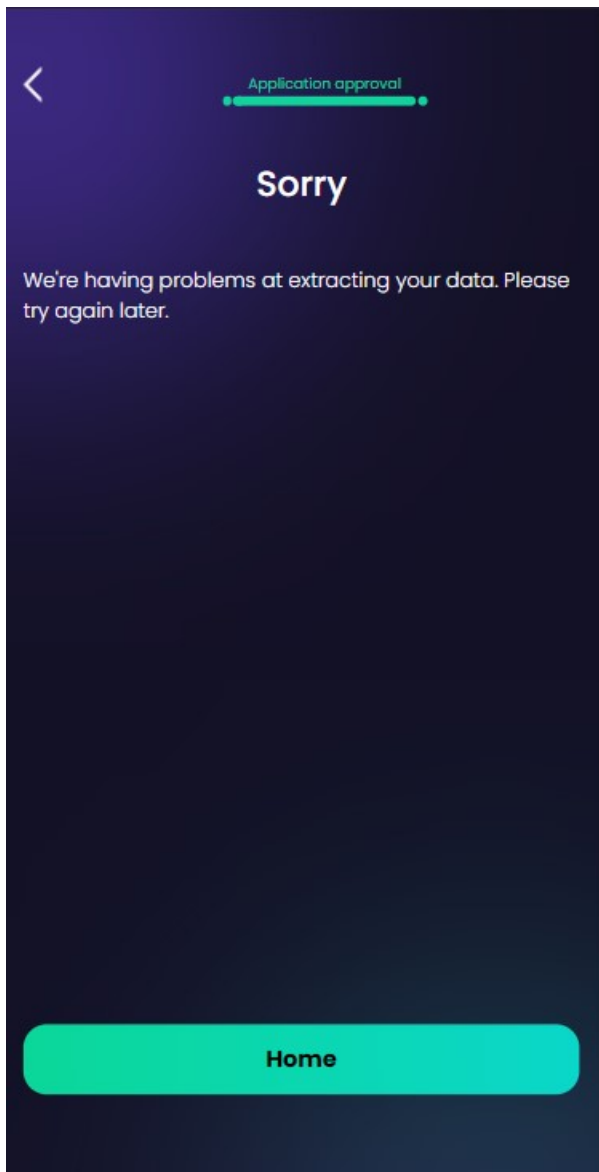 Application approval
Sorry
We're having problems at extracting your data. Please
try again later.
Home